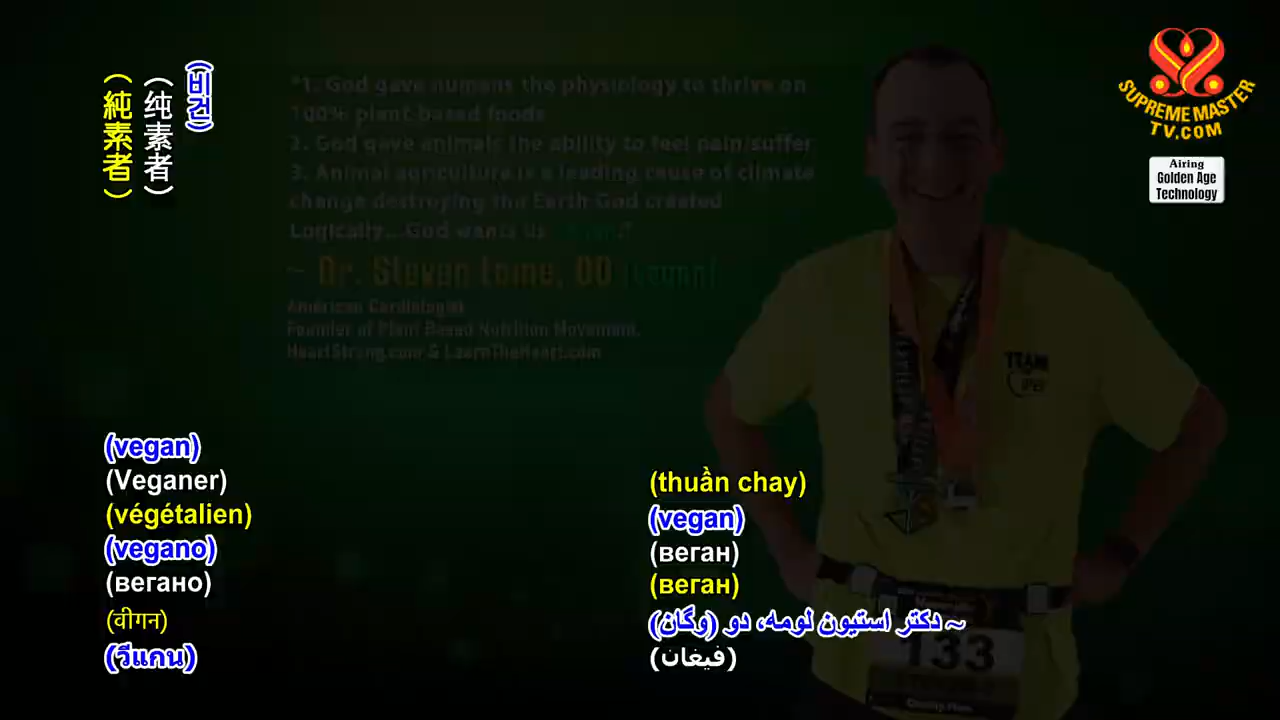 (비건)
(纯素者)
(純素者)
"1. God gave humans the physiology to thrive on
100% plant based foods
2. God gave animals the ability to feel pain/suffer
3. Animal agriculture is a leading cause of climate
change destroying the Earth God created
Logically...God wants us
~ Dr. Steven Lome, DO (vegan)
American Cardiologist
Founder of Plant Based Nutrition Movement,
HeartStrong.com & LearnTheHeart.com
SUPREME MASTER
TV.COM
Airing
Golden Age
Technology
TEAM
133
(vegan)
(Veganer)
(végétalien)
(vegano)
(вегано)
(वीगन)
(วีแกน)
(thuần chay)
(vegan)
(веган)
(веган)
~ دکتر استیون لومه، دو (وگان)
(فيغان)